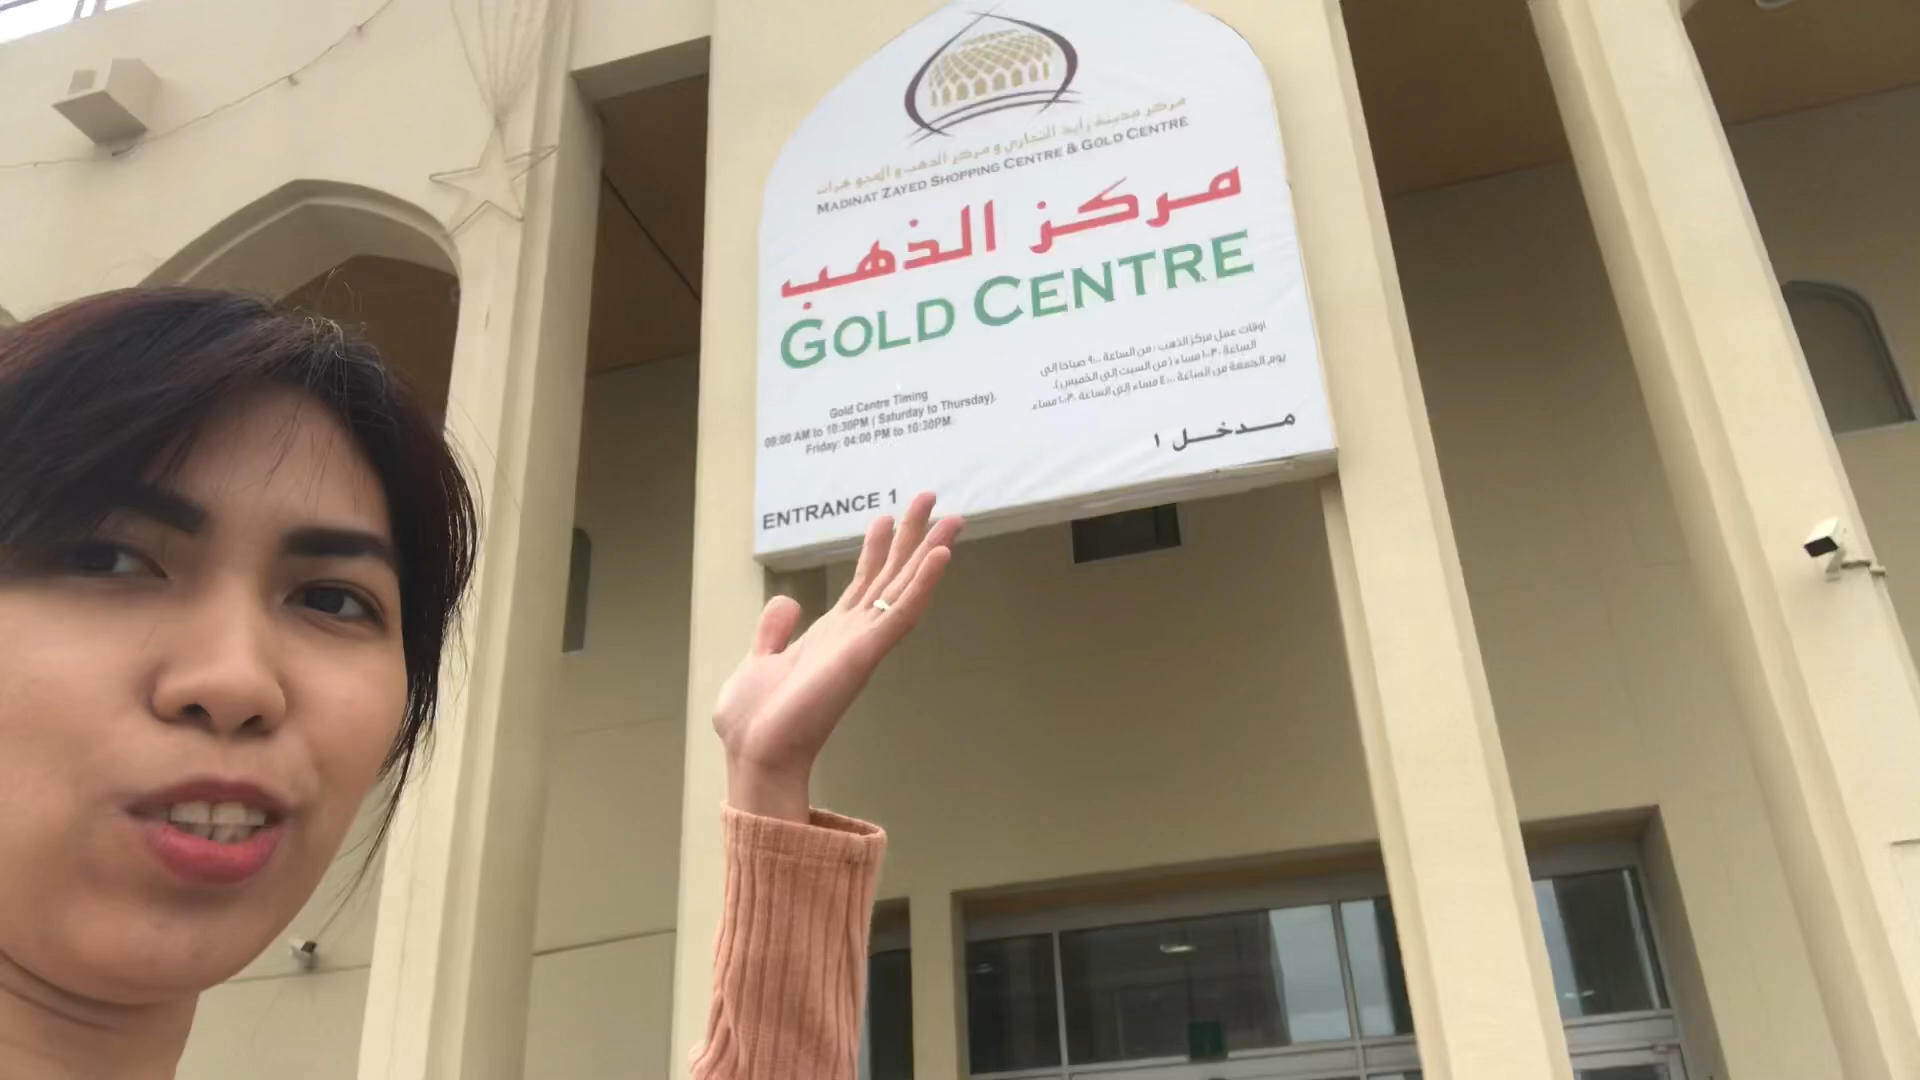 مركز مدينة زايد التجاري و مركز الذهب و المجوهرات
MADINAT ZAYED SHOPPING CENTRE & GOLD CENTRE
مركز الذهب
GOLD CENTRE
Gold Centre Timing
09:00 AM to 10:30PM ( Saturday to Thursday).
Friday: 04:00 PM to 10:30PM
اوقات عمل مركز الذهب : من الساعة ٩:٠٠ صباحا إلى
الساعة ١٠:٣٠ مساء ( من السبت إلى الخميس ).
يوم الجمعة من الساعة ٤:٠٠ مساء إلى الساعة ١٠:٣٠ مساء.
مدخل ١
ENTRANCE 1